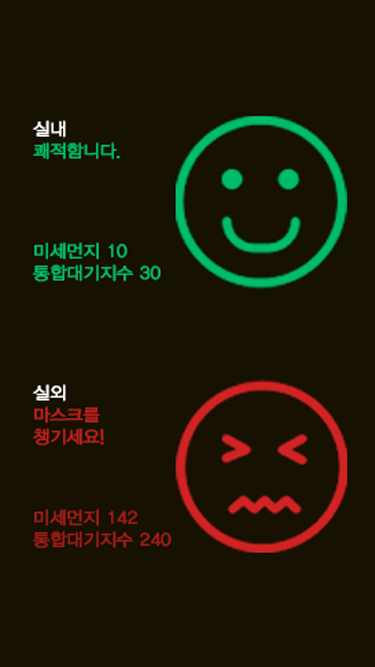 실내
쾌적합니다.
미세먼지 10
통합대기지수 30
실외
마스크를
챙기세요!
미세먼지 142
통합대기지수 240